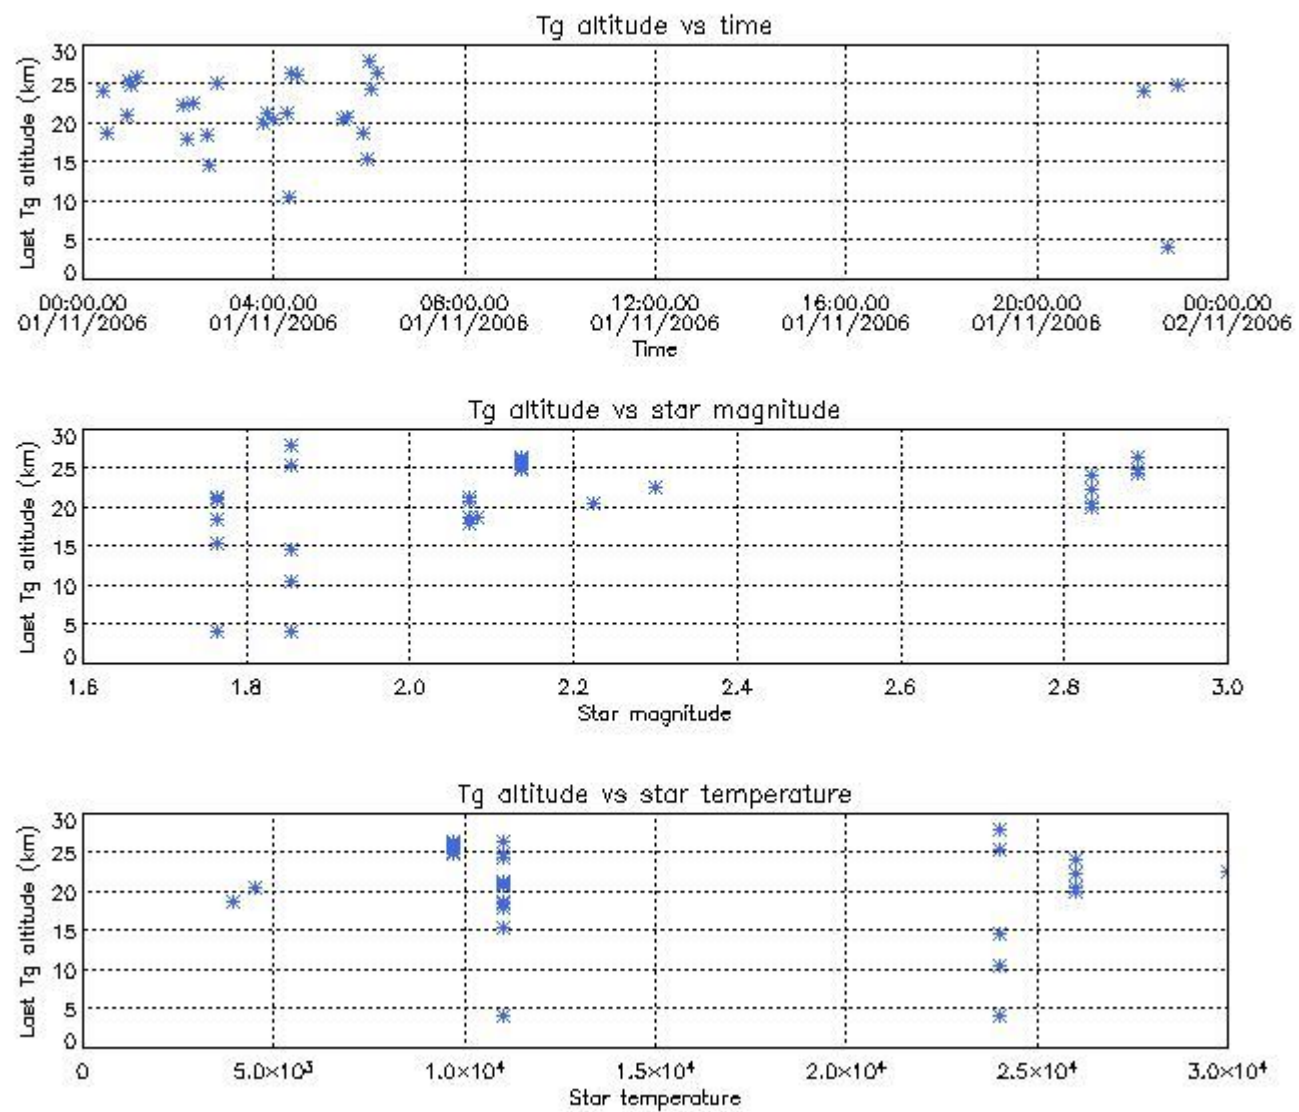 Tg altitude vs time
Last Tg altitude (km)
30
25
20
15
10
5
0
00:00.00 04:00.00 08:00.00 12:00.00 16:00.00 20:00.00 00:00.00
01/11/2006 01/11/2006 01/11/2006 01/11/2006 01/11/2006 01/11/2006 02/11/2006
Time
Tg altitude vs star magnitude
Last Tg altitude (km)
30
25
20
15
10
5
0
1.6 1.8 2.0 2.2 2.4 2.6 2.8 3.0
Star magnitude
Tg altitude vs star temperature
Last Tg altitude (km)
30
25
20
15
10
5
0
0 5.0×10³ 1.0×10⁴ 1.5×10⁴ 2.0×10⁴ 2.5×10⁴ 3.0×10⁴
Star temperature